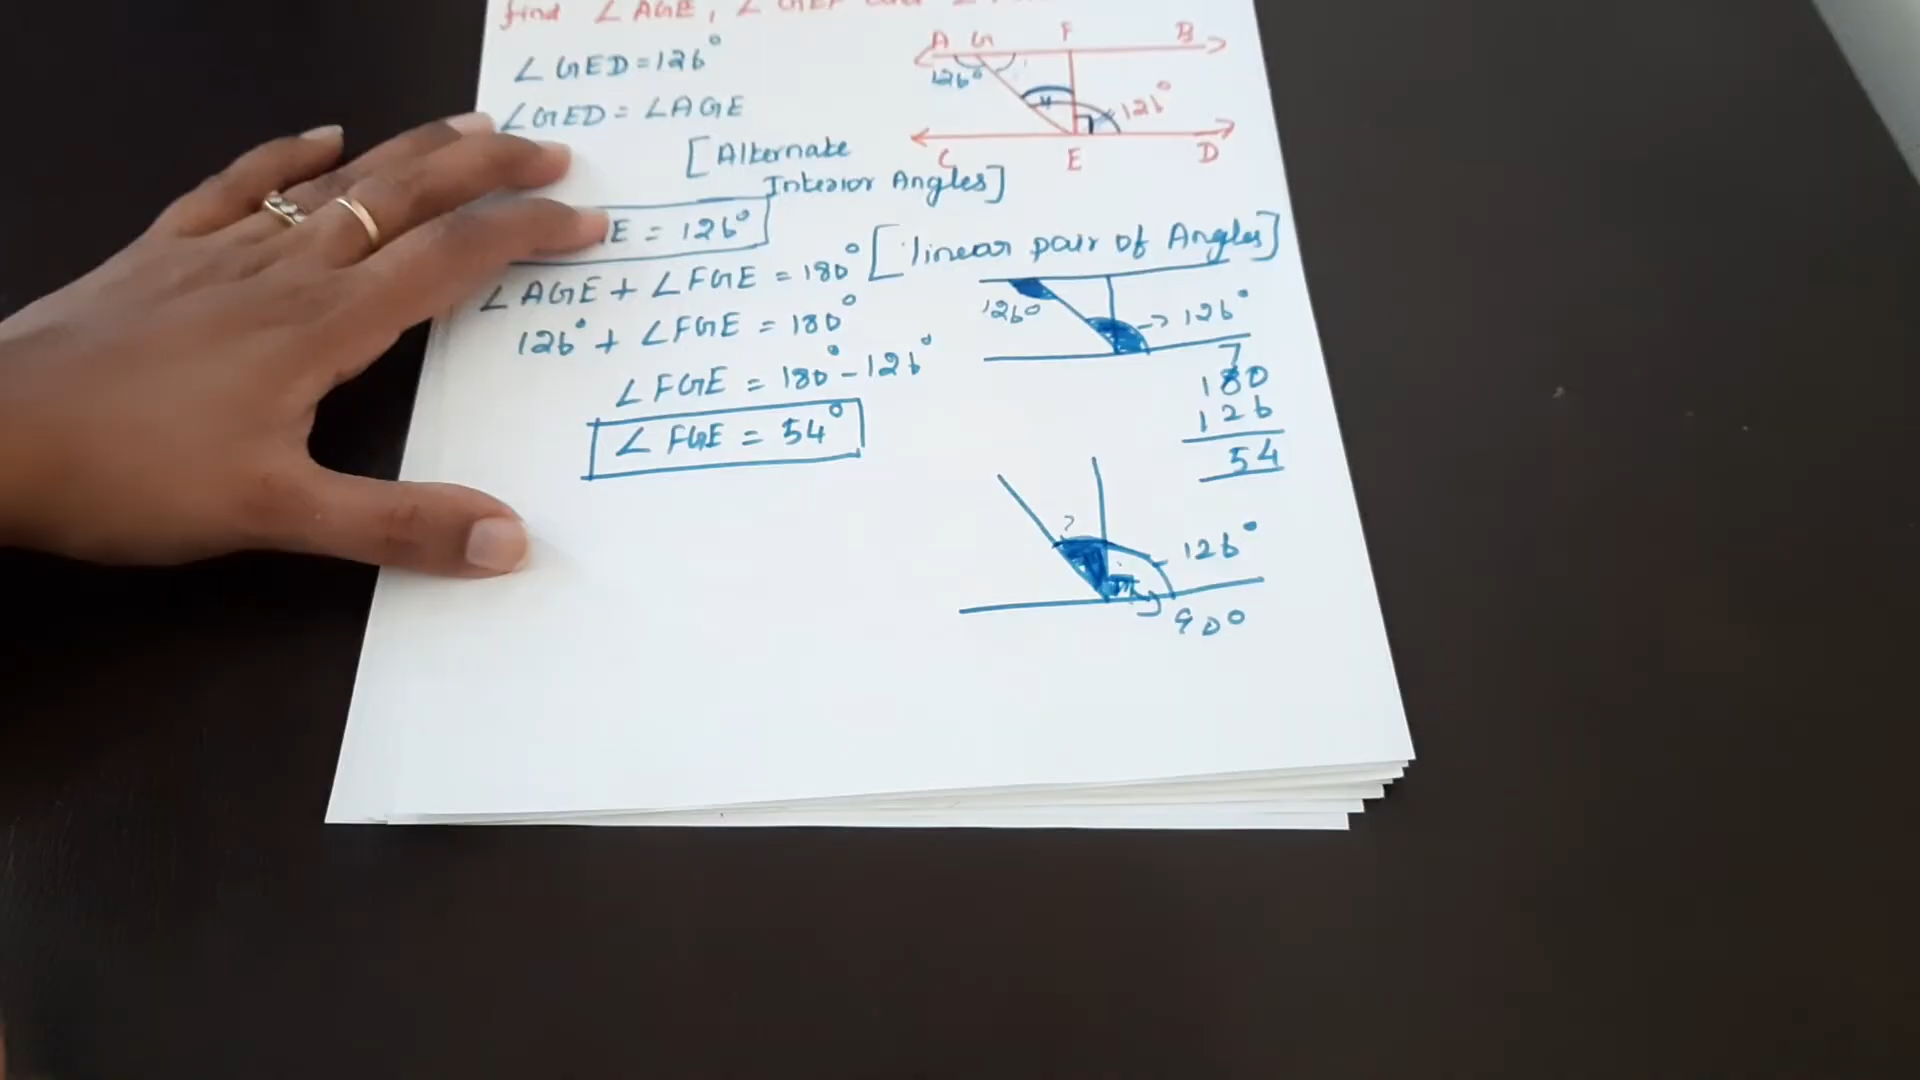 find ∠AGE, ∠GEF and ∠
∠GED = 126°
∠GED = ∠AGE
[Alternate
Interior Angles]
E = 126°
∠AGE + ∠FGE = 180° [linear pair of Angles]
126° + ∠FGE = 180°
∠FGE = 180° - 126°
∠FGE = 54°
A G F B
126°
126°
C E D
126°
126°
7
180
126
54
?
126°
90°